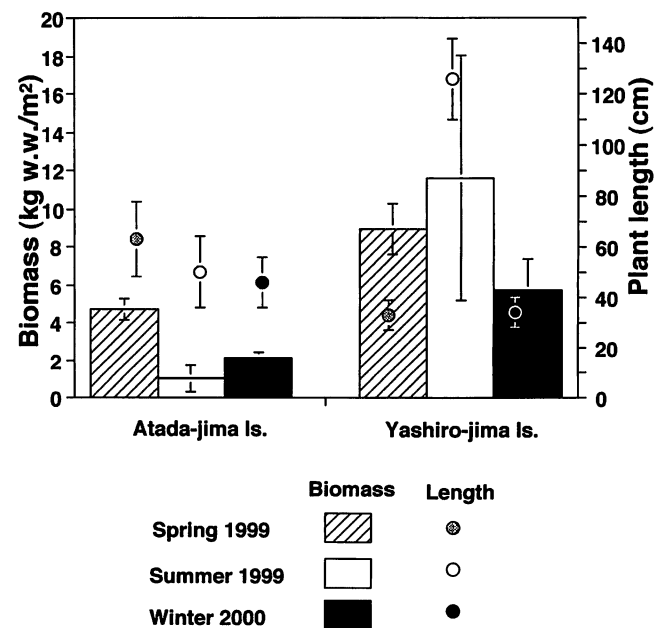 20
18
16
14
12
10
8
6
4
2
0
Biomass (kg w.w./m²)
140
120
100
80
60
40
20
0
Plant length (cm)
Atada-jima Is. Yashiro-jima Is.
Biomass Length
Spring 1999
Summer 1999
Winter 2000